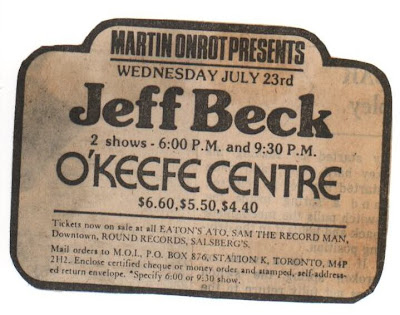 MARTIN ONROT PRESENTS
WEDNESDAY JULY 23rd
Jeff Beck
2 shows - 6:00 P.M. and 9:30 P.M.
O'KEEFE CENTRE
$6.60,$5.50,$4.40
Tickets now on sale at all EATON'S ATO, SAM THE RECORD MAN,
Downtown, ROUND RECORDS, SALSBERG'S.
Mail orders to M.O.I., P.O. BOX 876, STATION K, TORONTO, M4P
2H2. Enclose certified cheque or money order and stamped, self-address-
ed return envelope. *Specify 6:00 or 9:30 show.